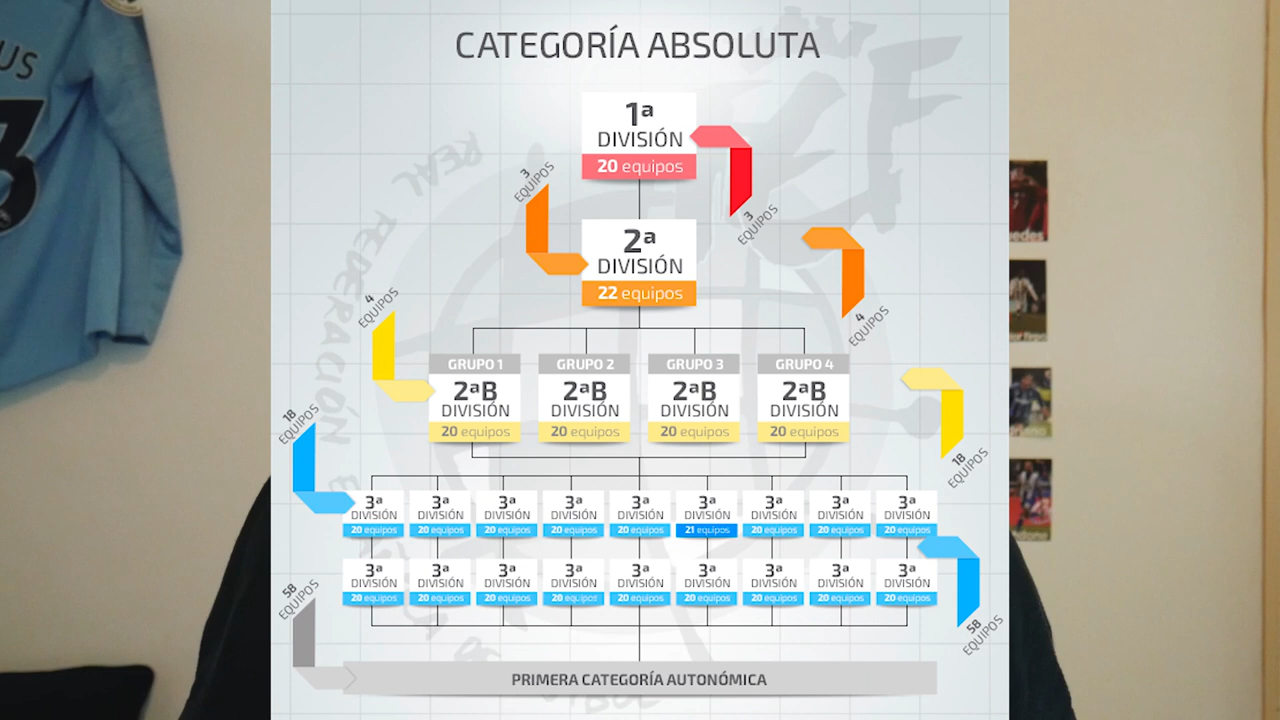 CATEGORÍA ABSOLUTA
1ª
DIVISIÓN
20 equipos
3
EQUIPOS
3
EQUIPOS
2ª
DIVISIÓN
22 equipos
4
EQUIPOS
4
EQUIPOS
GRUPO 1
2ªB
DIVISIÓN
20 equipos
GRUPO 2
2ªB
DIVISIÓN
20 equipos
GRUPO 3
2ªB
DIVISIÓN
20 equipos
GRUPO 4
2ªB
DIVISIÓN
20 equipos
18
EQUIPOS
18
EQUIPOS
3ª
DIVISIÓN
20 equipos
3ª
DIVISIÓN
20 equipos
3ª
DIVISIÓN
20 equipos
3ª
DIVISIÓN
20 equipos
3ª
DIVISIÓN
20 equipos
3ª
DIVISIÓN
21 equipos
3ª
DIVISIÓN
20 equipos
3ª
DIVISIÓN
20 equipos
3ª
DIVISIÓN
20 equipos
3ª
DIVISIÓN
20 equipos
3ª
DIVISIÓN
20 equipos
3ª
DIVISIÓN
20 equipos
3ª
DIVISIÓN
20 equipos
3ª
DIVISIÓN
20 equipos
3ª
DIVISIÓN
20 equipos
3ª
DIVISIÓN
20 equipos
3ª
DIVISIÓN
20 equipos
3ª
DIVISIÓN
20 equipos
58
EQUIPOS
58
EQUIPOS
PRIMERA CATEGORÍA AUTONÓMICA
REAL FEDERACIÓN
US
3